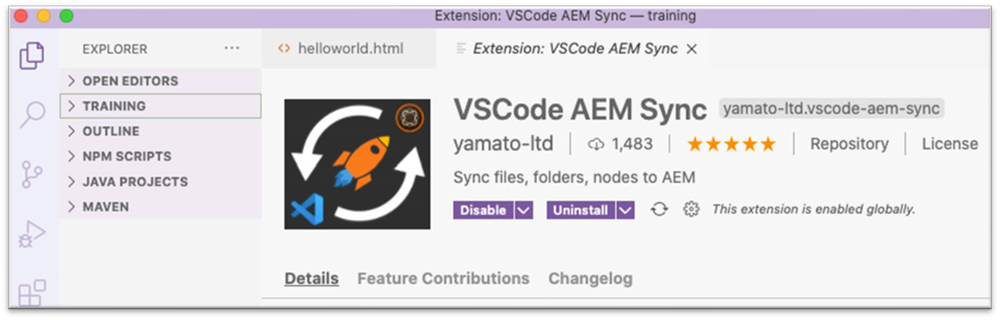 Extension: VSCode AEM Sync — training
EXPLORER ···
OPEN EDITORS
TRAINING
OUTLINE
NPM SCRIPTS
JAVA PROJECTS
MAVEN
<> helloworld.html
Extension: VSCode AEM Sync ×
VSCode AEM Sync yamato-ltd.vscode-aem-sync
yamato-ltd | 1,483 | ★★★★★ | Repository | License
Sync files, folders, nodes to AEM
Disable Uninstall This extension is enabled globally.
Details Feature Contributions Changelog